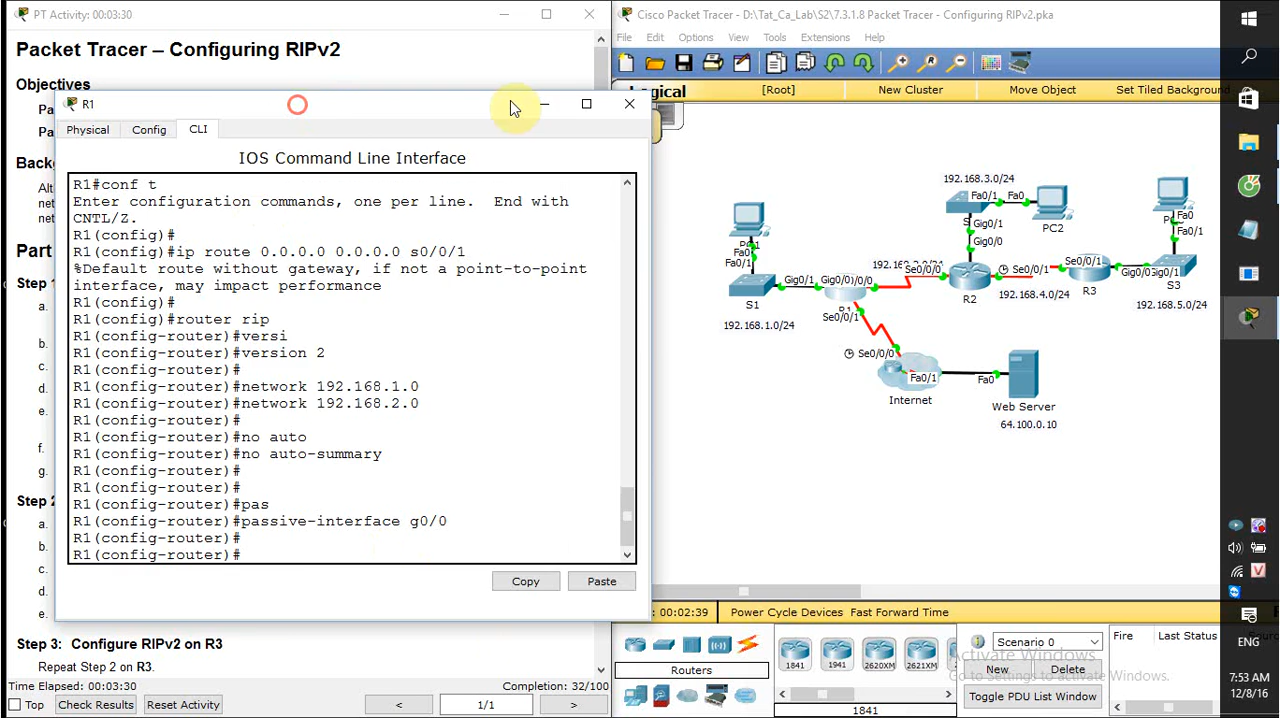 PT Activity: 00:03:30
Packet Tracer – Configuring RIPv2
Objectives
Pa
Pa
Back
Alt
net
net
Part
Step 1
a.
b.
c.
d.
e.
f.
g.
Step 2
a.
b.
c.
d.
e.
Step 3: Configure RIPv2 on R3
Repeat Step 2 on R3.
Time Elapsed: 00:03:30
Completion: 32/100
Top
Check Results
Reset Activity
<
1/1
>
R1
Physical
Config
CLI
IOS Command Line Interface
R1#conf t
Enter configuration commands, one per line. End with
CNTL/Z.
R1(config)#
R1(config)#ip route 0.0.0.0 0.0.0.0 s0/0/1
%Default route without gateway, if not a point-to-point
interface, may impact performance
R1(config)#
R1(config)#router rip
R1(config-router)#versi
R1(config-router)#version 2
R1(config-router)#
R1(config-router)#network 192.168.1.0
R1(config-router)#network 192.168.2.0
R1(config-router)#
R1(config-router)#no auto
R1(config-router)#no auto-summary
R1(config-router)#
R1(config-router)#
R1(config-router)#pas
R1(config-router)#passive-interface g0/0
R1(config-router)#
R1(config-router)#
Copy
Paste
Cisco Packet Tracer - D:\Tat_Ca_Lab\S2\7.3.1.8 Packet Tracer - Configuring RIPv2.pka
File Edit Options View Tools Extensions Help
Logical
[Root]
New Cluster
Move Object
Set Tiled Background
192.168.3.0/24
Fa0/1
Fa0
PC2
Gig0/1
Gig0/0
Fa0
Fa0/1
Fa0
Fa0/1
Gig0/1
S1
192.168.1.0/24
Se0/0/1
Se0/0/0
R2
Se0/0/1
192.168.4.0/24
Se0/0/1
R3
Gig0/1
S3
192.168.5.0/24
Se0/0/0
Fa0/1
Internet
Fa0
Web Server
64.100.0.10
00:02:39
Power Cycle Devices Fast Forward Time
Routers
1841
1941
2620XM
2621XM
1841
Scenario 0
New
Delete
Toggle PDU List Window
Fire
Last Status
Activate Windows
Go to Settings to activate Windows.
ENG
7:53 AM
12/8/16